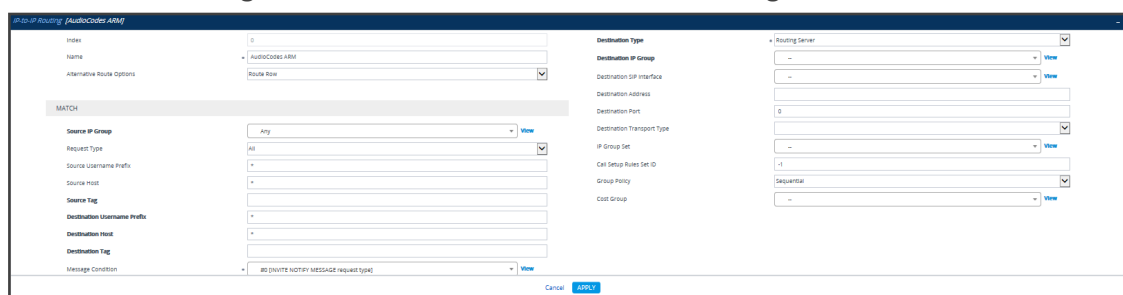 IP-to-IP Routing [AudioCodes ARM] –
Index 0
Name AudioCodes ARM
Alternative Route Options Route Row
MATCH
Source IP Group Any View
Request Type All
Source Username Prefix *
Source Host *
Source Tag
Destination Username Prefix *
Destination Host *
Destination Tag
Message Condition #0 [INVITE NOTIFY MESSAGE request type] View
Destination Type Routing Server
Destination IP Group -- View
Destination SIP Interface -- View
Destination Address
Destination Port 0
Destination Transport Type
IP Group Set -- View
Call Setup Rules Set ID -1
Group Policy Sequential
Cost Group -- View
Cancel APPLY